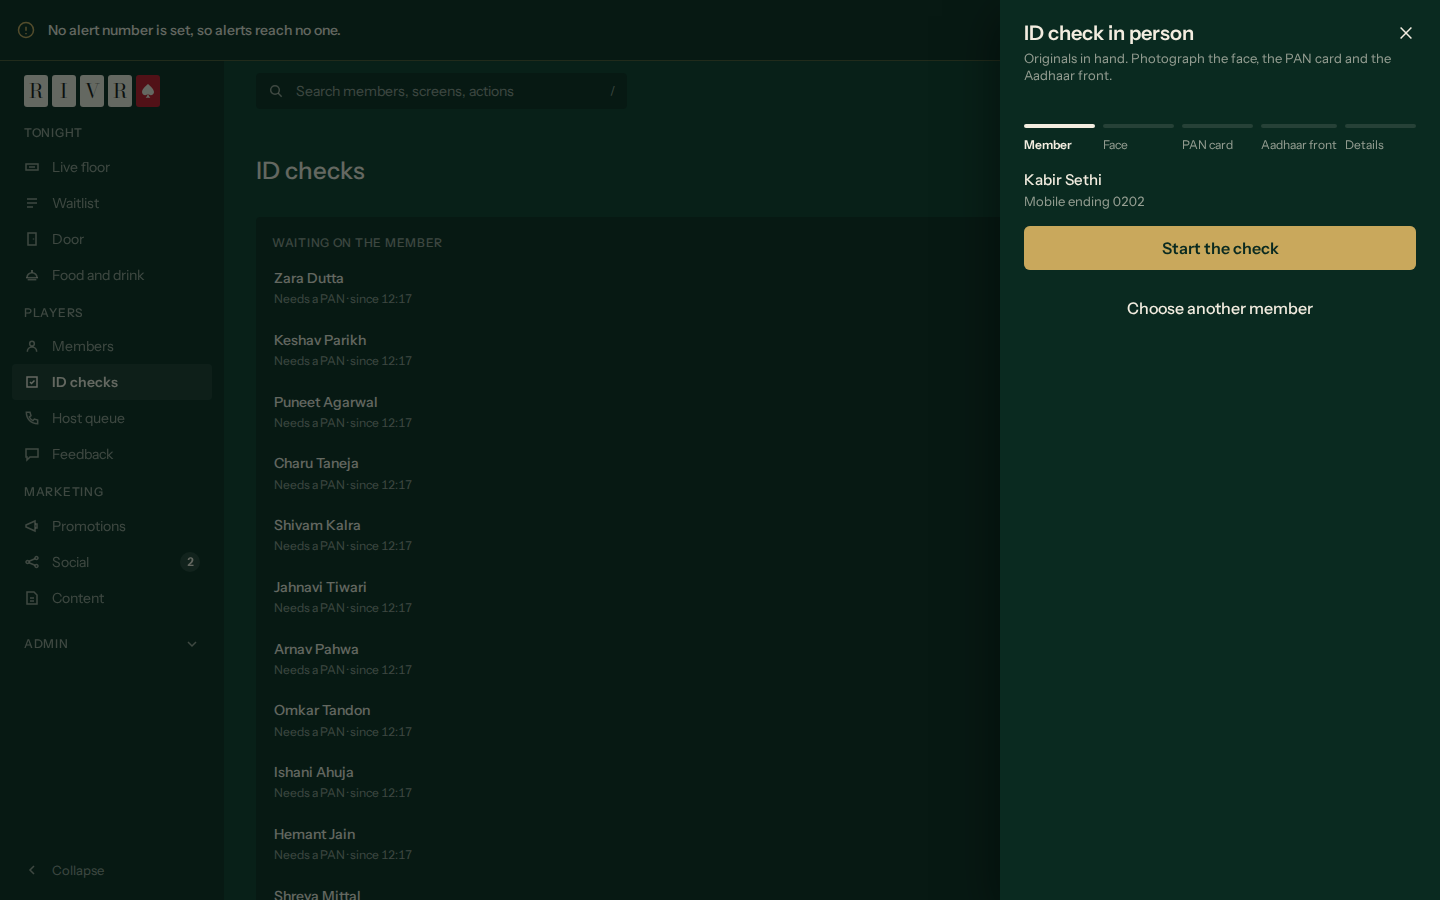 No alert number is set, so alerts reach no one.
RIVR
Search members, screens, actions /
TONIGHT
Live floor
Waitlist
Door
Food and drink
PLAYERS
Members
ID checks
Host queue
Feedback
MARKETING
Promotions
Social 2
Content
ADMIN
Collapse
ID checks
WAITING ON THE MEMBER
Zara Dutta
Needs a PAN · since 12:17
Keshav Parikh
Needs a PAN · since 12:17
Puneet Agarwal
Needs a PAN · since 12:17
Charu Taneja
Needs a PAN · since 12:17
Shivam Kalra
Needs a PAN · since 12:17
Jahnavi Tiwari
Needs a PAN · since 12:17
Arnav Pahwa
Needs a PAN · since 12:17
Omkar Tandon
Needs a PAN · since 12:17
Ishani Ahuja
Needs a PAN · since 12:17
Hemant Jain
Needs a PAN · since 12:17
Shreya Mittal
ID check in person
Originals in hand. Photograph the face, the PAN card and the
Aadhaar front.
Member Face PAN card Aadhaar front Details
Kabir Sethi
Mobile ending 0202
Start the check
Choose another member